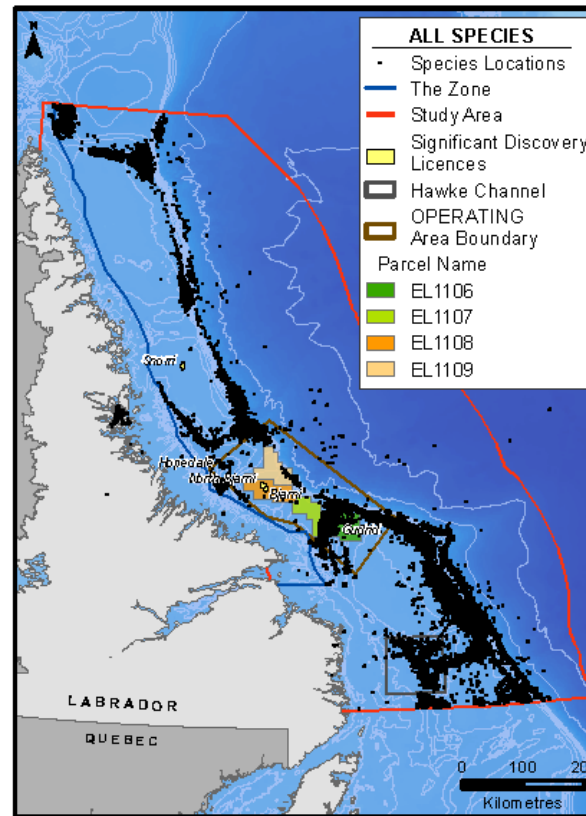 N
ALL SPECIES
Species Locations
The Zone
Study Area
Significant Discovery
Licences
Hawke Channel
OPERATING
Area Boundary
Parcel Name
EL1106
EL1107
EL1108
EL1109
Snorri
Hopedale
North Bjarni
Bjarni
Gudrid
LABRADOR
QUEBEC
0 100 20
Kilometres